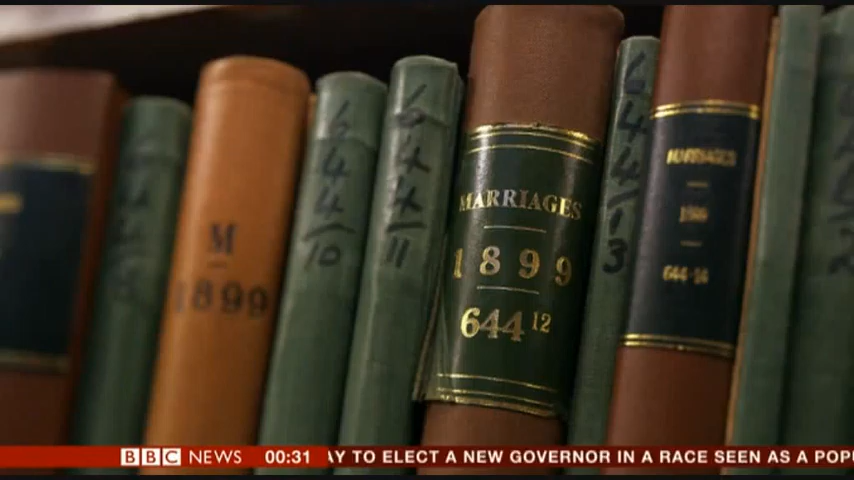 M
1899
644/10
644/11
MARRIAGES
1899
644 12
644/13
MARRIAGES
644-14
BBC NEWS 00:31 AY TO ELECT A NEW GOVERNOR IN A RACE SEEN AS A POPU